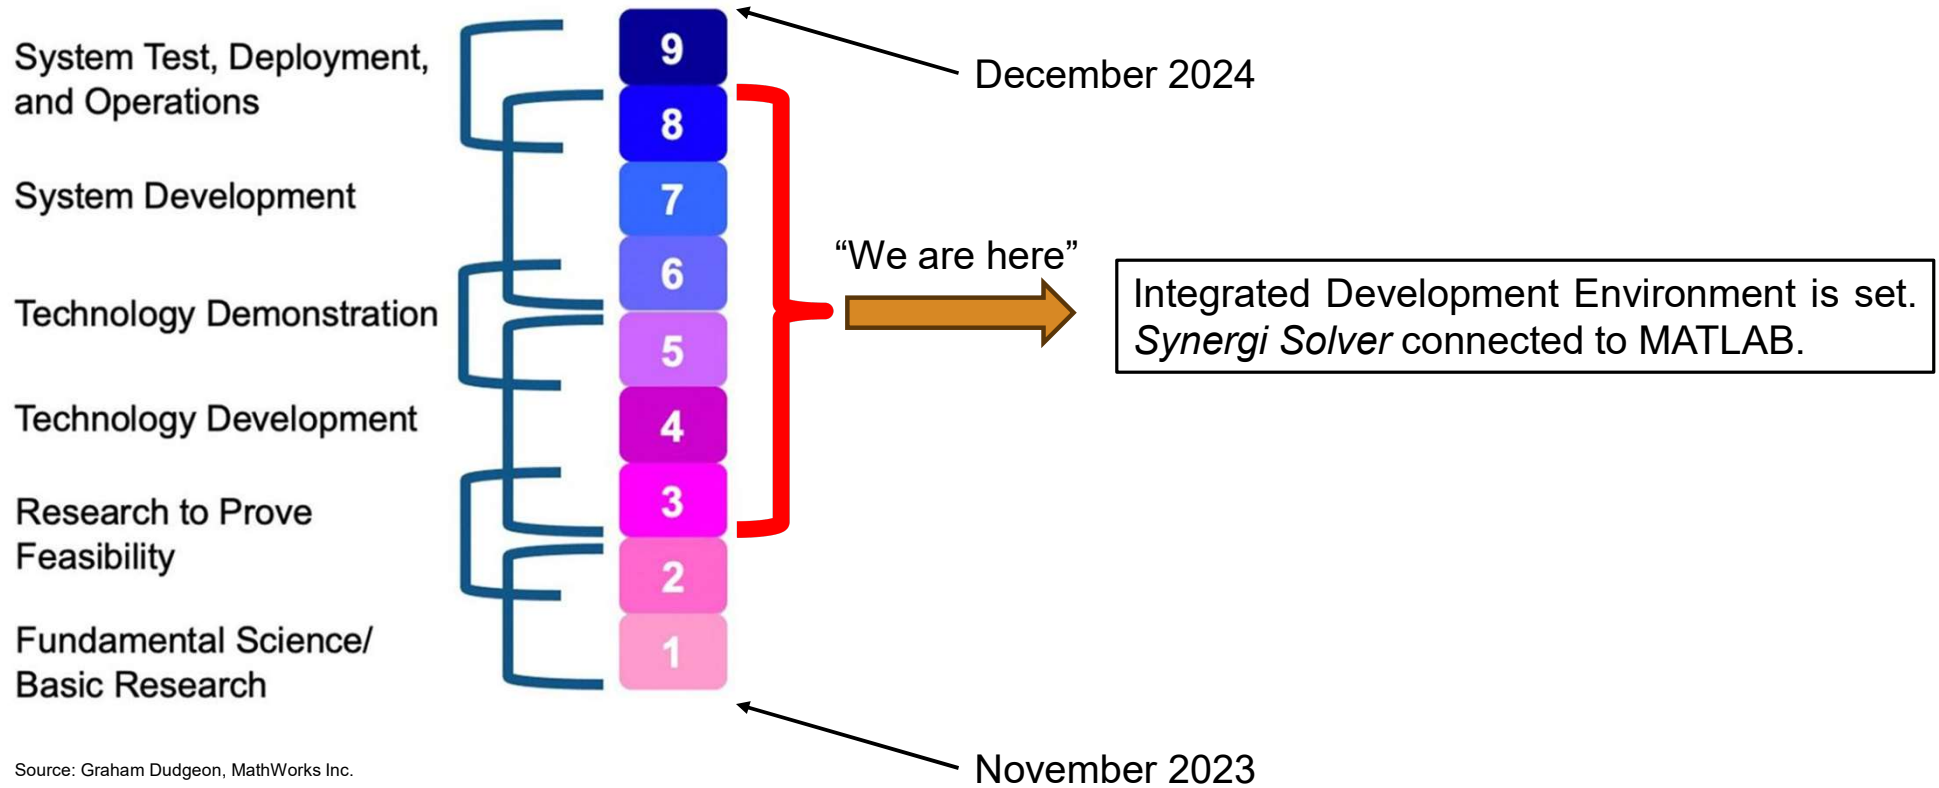 System Test, Deployment,
and Operations
System Development
Technology Demonstration
Technology Development
Research to Prove
Feasibility
Fundamental Science/
Basic Research
9
8
7
6
5
4
3
2
1
December 2024
“We are here”
Integrated Development Environment is set.
Synergi Solver connected to MATLAB.
November 2023
Source: Graham Dudgeon, MathWorks Inc.